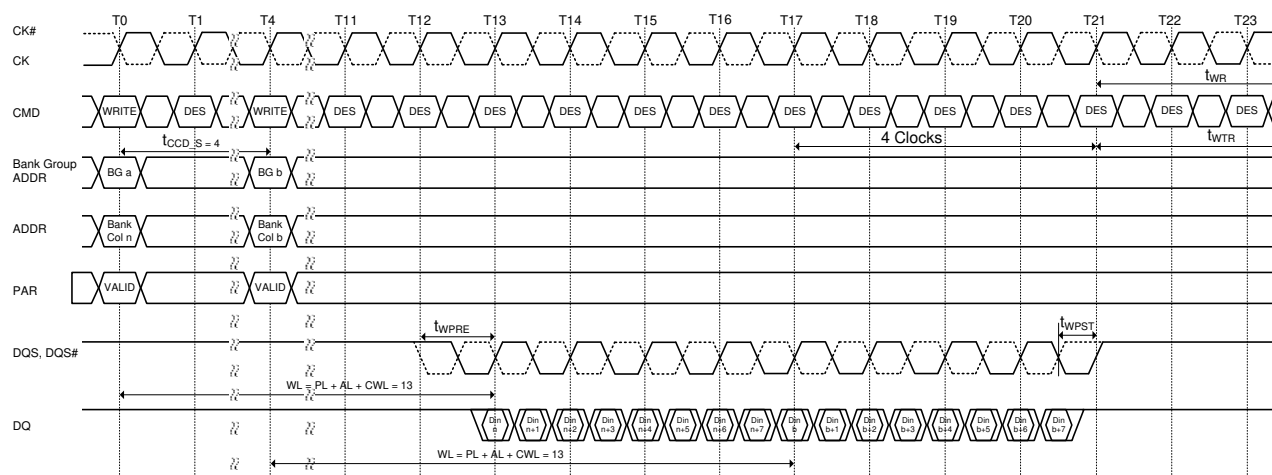 T0 T1 T4 T11 T12 T13 T14 T15 T16 T17 T18 T19 T20 T21 T22 T23
CK#
CK
tWR
CMD WRITE DES WRITE DES DES DES DES DES DES DES DES DES DES DES DES DES
tCCD_S = 4 4 Clocks tWTR
Bank Group
ADDR BG a BG b
ADDR Bank Bank
Col n Col b
PAR VALID VALID
tWPRE tWPST
DQS, DQS#
WL = PL + AL + CWL = 13
DQ Din Din Din Din Din Din Din Din Din Din Din Din Din Din Din Din
n n+1 n+2 n+3 n+4 n+5 n+6 n+7 b b+1 b+2 b+3 b+4 b+5 b+6 b+7
WL = PL + AL + CWL = 13